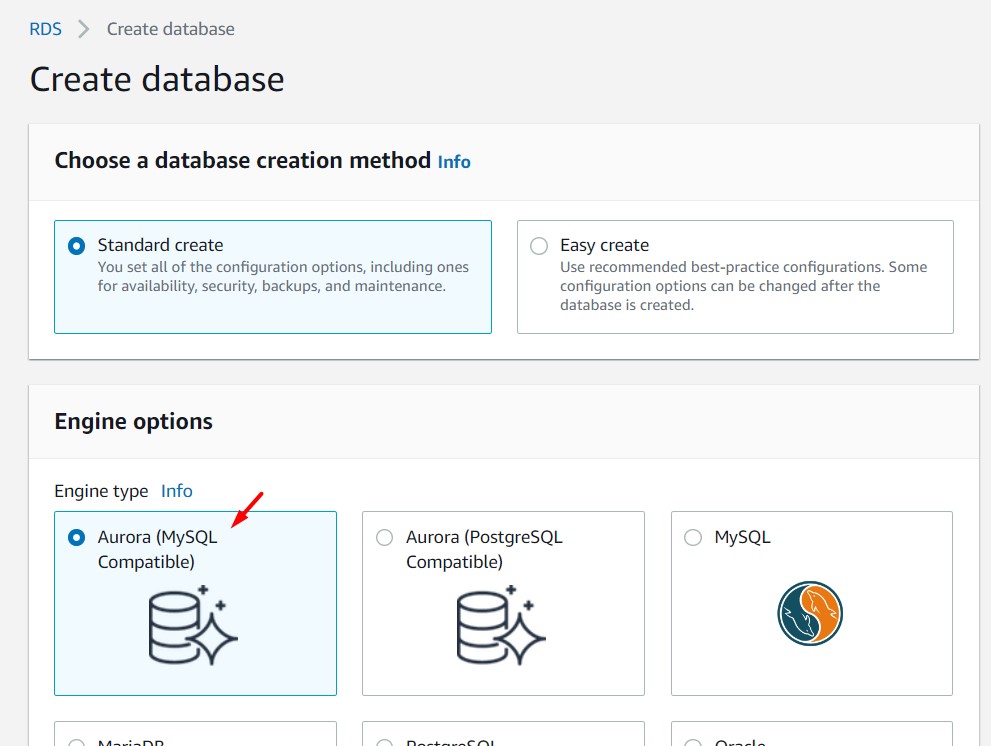 RDS > Create database
Create database
Choose a database creation method Info
Standard create
You set all of the configuration options, including ones
for availability, security, backups, and maintenance.
Easy create
Use recommended best-practice configurations. Some
configuration options can be changed after the
database is created.
Engine options
Engine type Info
Aurora (MySQL
Compatible)
Aurora (PostgreSQL
Compatible)
MySQL
MariaDB
PostgreSQL
Oracle